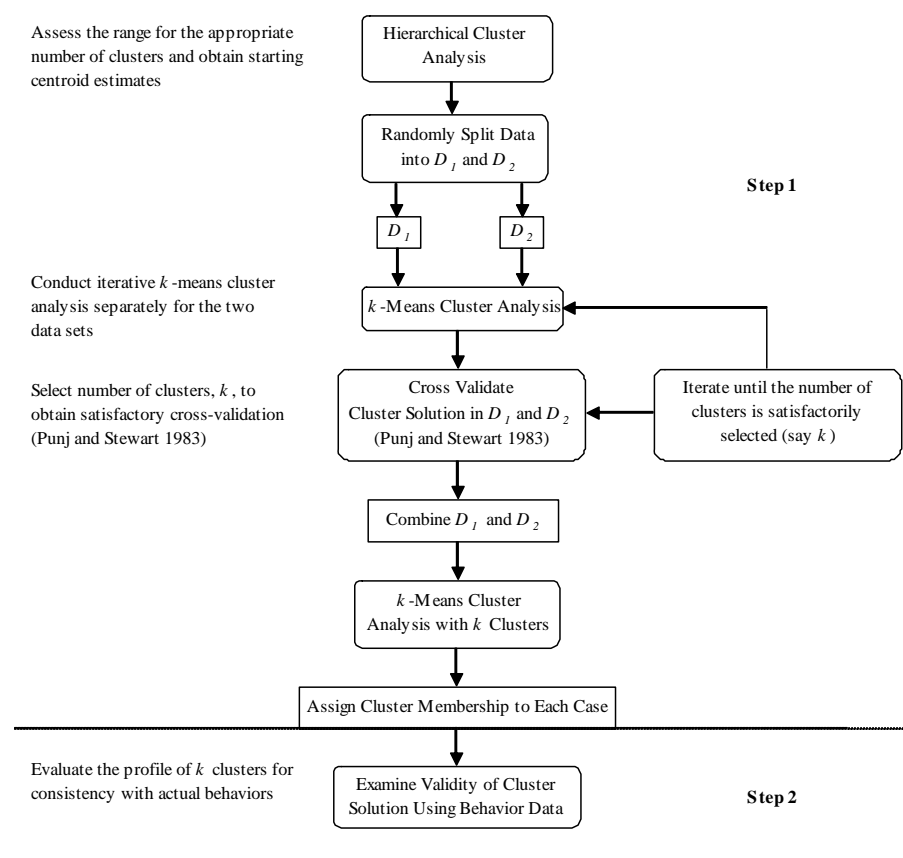 Assess the range for the appropriate
number of clusters and obtain starting
centroid estimates
Hierarchical Cluster
Analysis
Randomly Split Data
into D1 and D2
Step 1
D1
D2
Conduct iterative k-means cluster
analysis separately for the two
data sets
k-Means Cluster Analysis
Select number of clusters, k, to
obtain satisfactory cross-validation
(Punj and Stewart 1983)
Cross Validate
Cluster Solution in D1 and D2
(Punj and Stewart 1983)
Iterate until the number of
clusters is satisfactorily
selected (say k)
Combine D1 and D2
k-Means Cluster
Analysis with k Clusters
Assign Cluster Membership to Each Case
Evaluate the profile of k clusters for
consistency with actual behaviors
Examine Validity of Cluster
Solution Using Behavior Data
Step 2